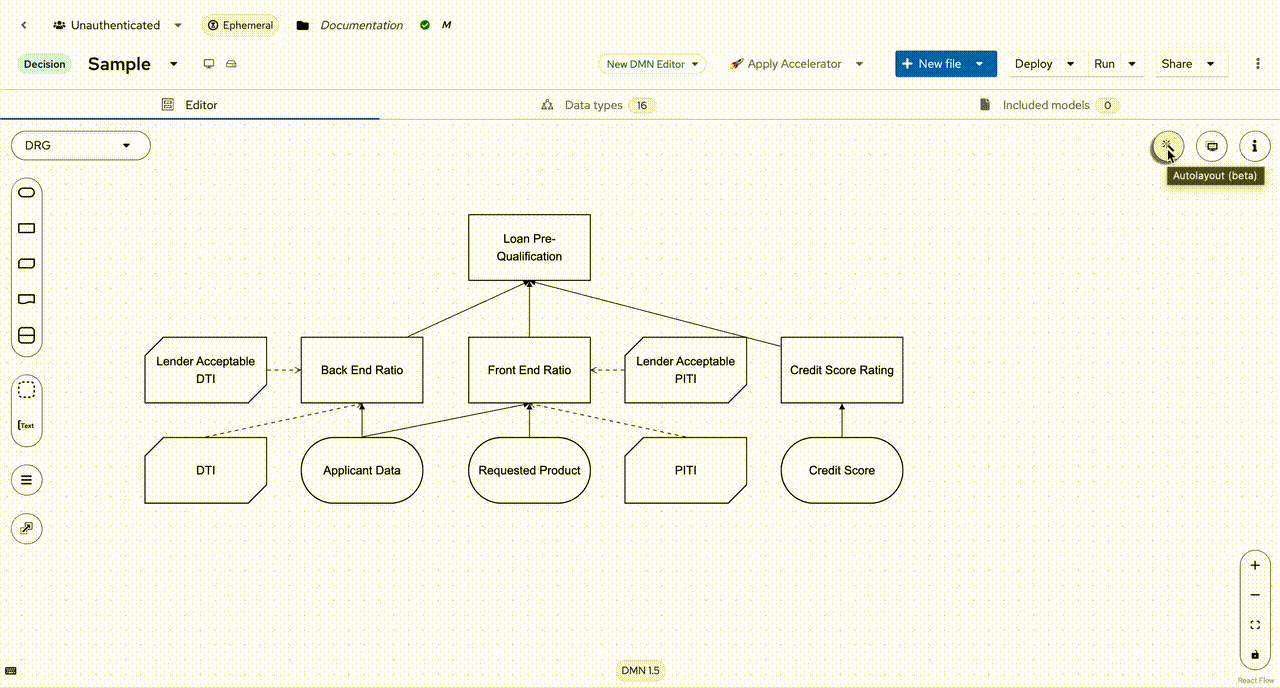 Unauthenticated
Ephemeral
Documentation
M
Decision
Sample
New DMN Editor
Apply Accelerator
New file
Deploy
Run
Share
Editor
Data types 16
Included models 0
DRG
Autolayout (beta)
Loan Pre-
Qualification
Lender Acceptable
DTI
Back End Ratio
Front End Ratio
Lender Acceptable
PITI
Credit Score Rating
DTI
Applicant Data
Requested Product
PITI
Credit Score
Text
DMN 1.5
React Flow